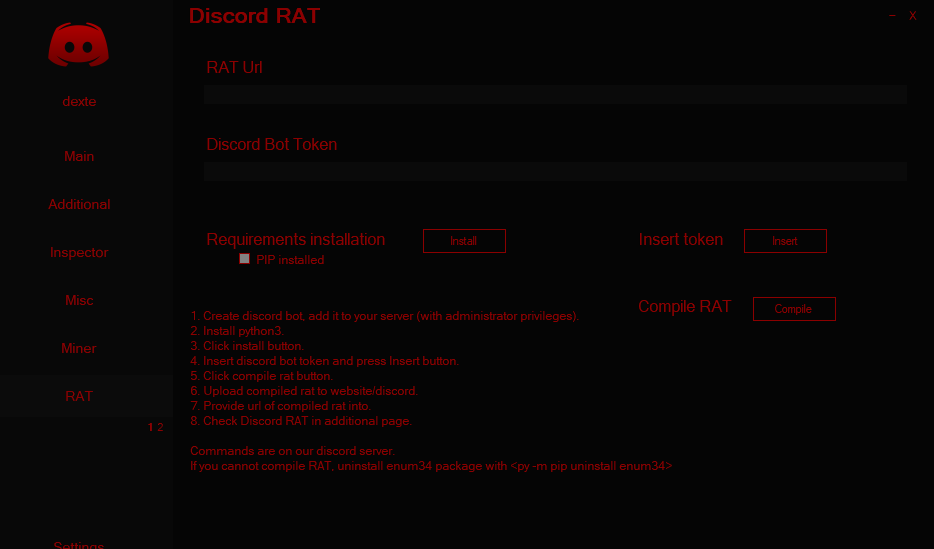 Discord RAT
– X
dexte
Main
Additional
Inspector
Misc
Miner
RAT
1 2
Settings
RAT Url
Discord Bot Token
Requirements installation
Install
PIP installed
Insert token
Insert
Compile RAT
Compile
1. Create discord bot, add it to your server (with administrator privileges).
2. Install python3.
3. Click install button.
4. Insert discord bot token and press Insert button.
5. Click compile rat button.
6. Upload compiled rat to website/discord.
7. Provide url of compiled rat into.
8. Check Discord RAT in additional page.
Commands are on our discord server.
If you cannot compile RAT, uninstall enum34 package with <py -m pip uninstall enum34>